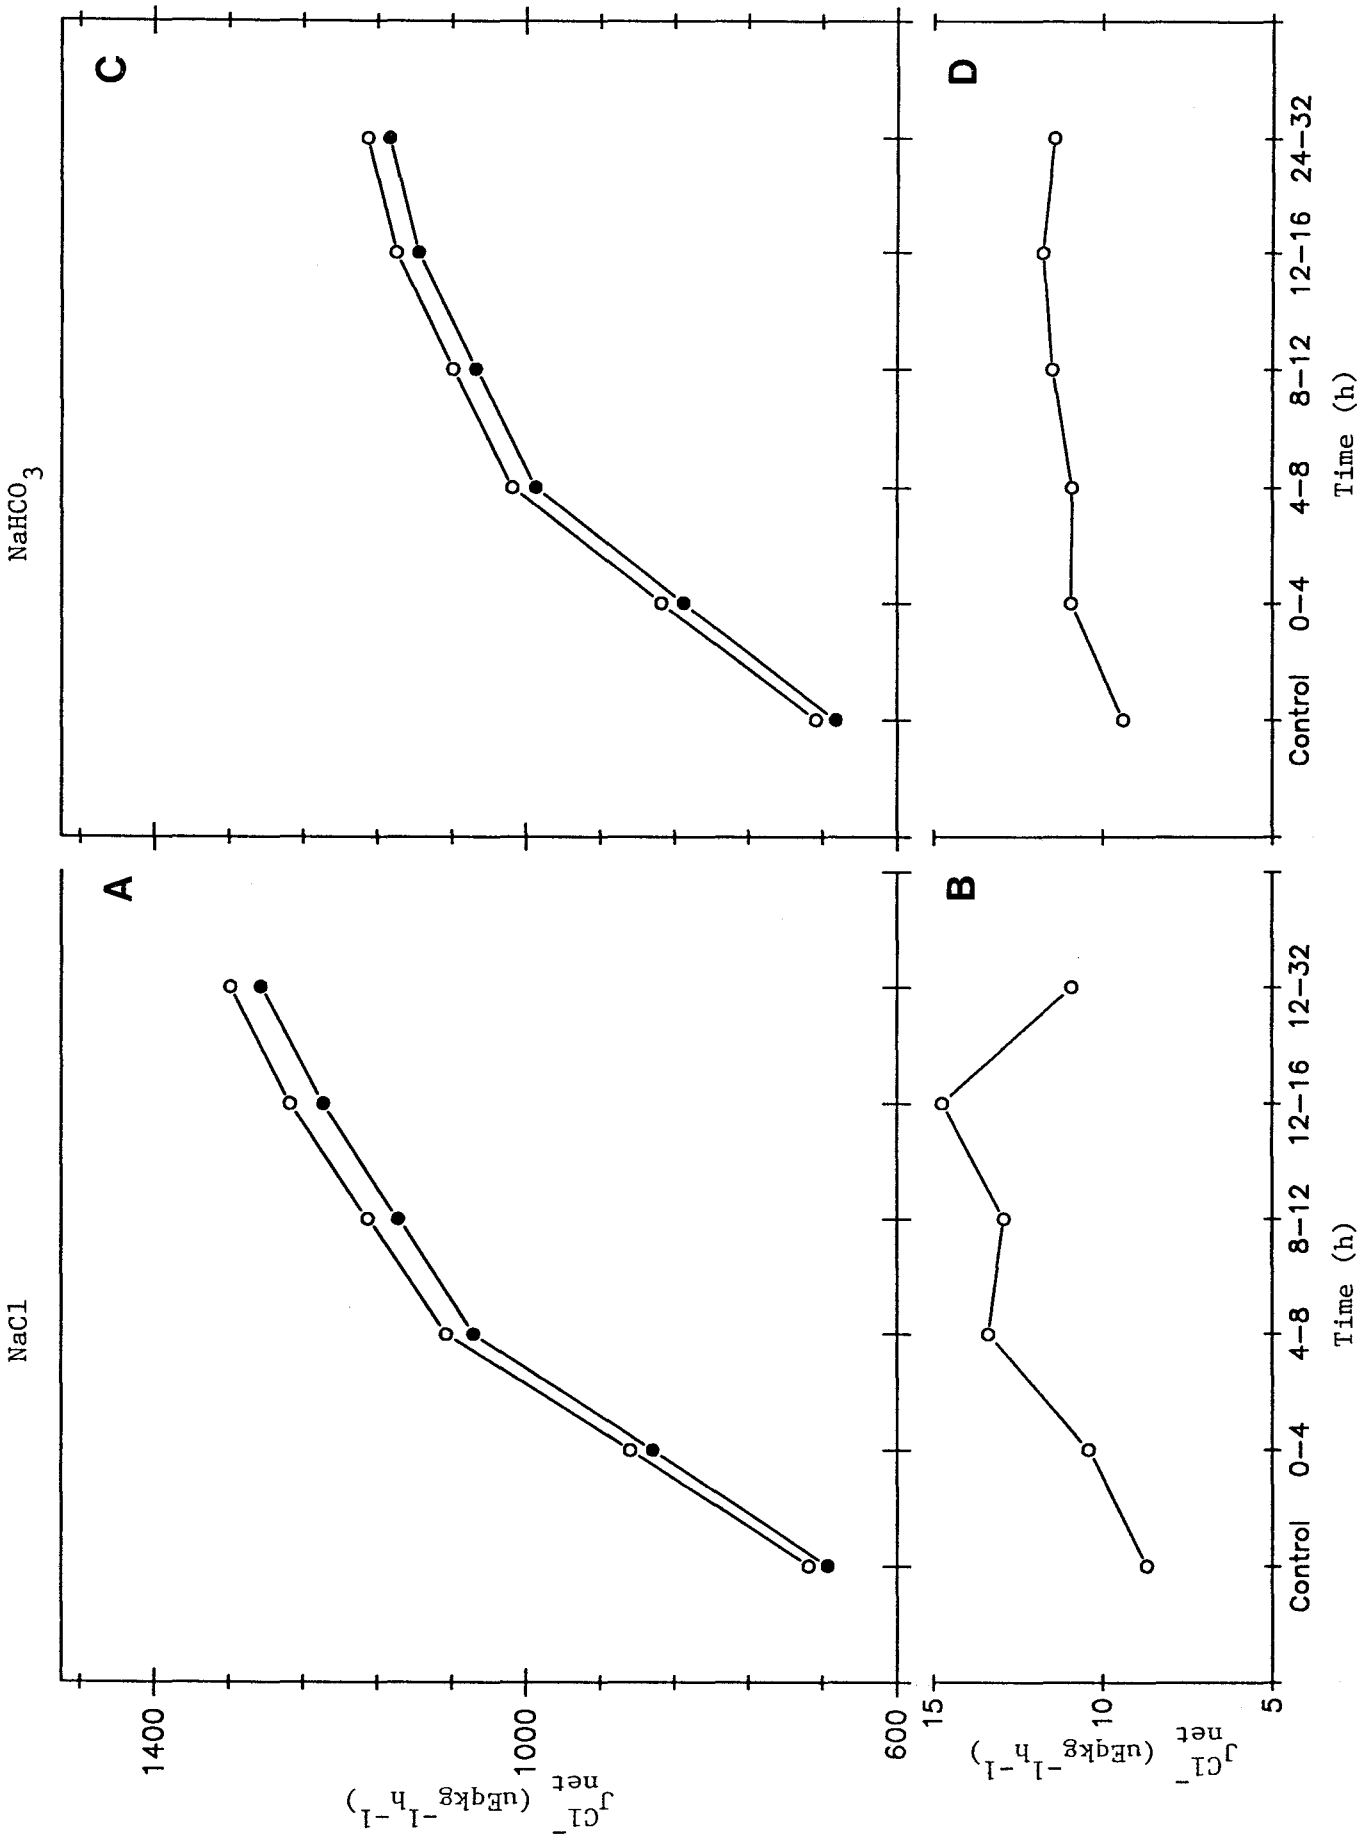 NaCl
NaHCO3
A
C
1400
1000
600
J Cl- net (uEqkg-1h-1)
B
D
15
10
5
J Cl- net (uEqkg-1h-1)
Control 0-4 4-8 8-12 12-16 12-32
Control 0-4 4-8 8-12 12-16 24-32
Time (h)
Time (h)